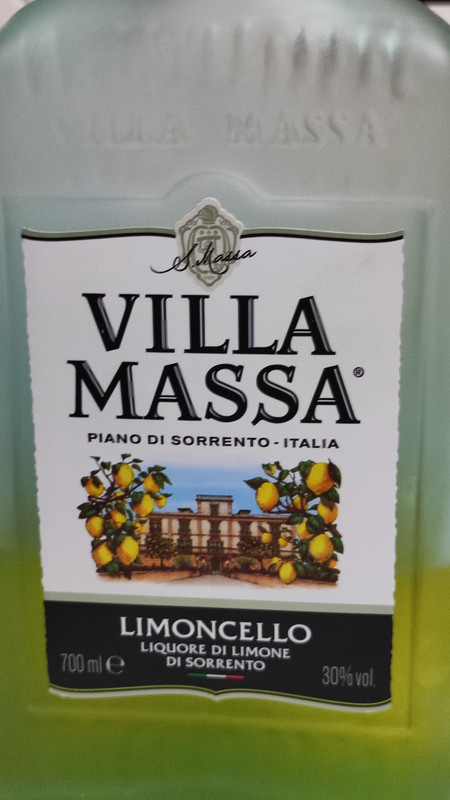 VILLA MASSA
S. Massa
VILLA
MASSA®
PIANO DI SORRENTO - ITALIA
LIMONCELLO
LIQUORE DI LIMONE
DI SORRENTO
700 ml ℮
30% vol.